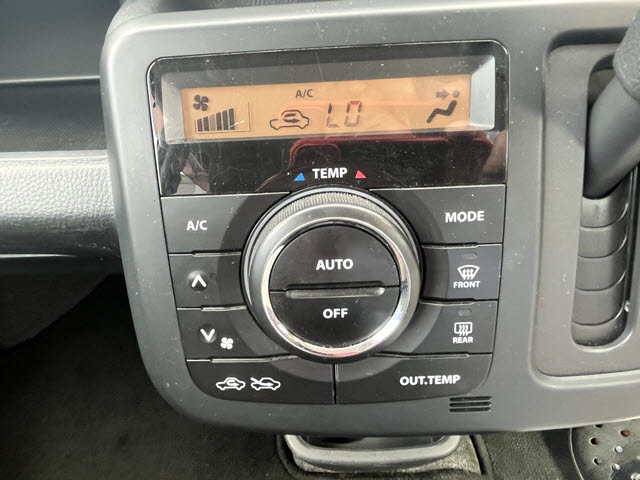 A/C
LO
TEMP
A/C
MODE
AUTO
OFF
FRONT
REAR
OUT.TEMP